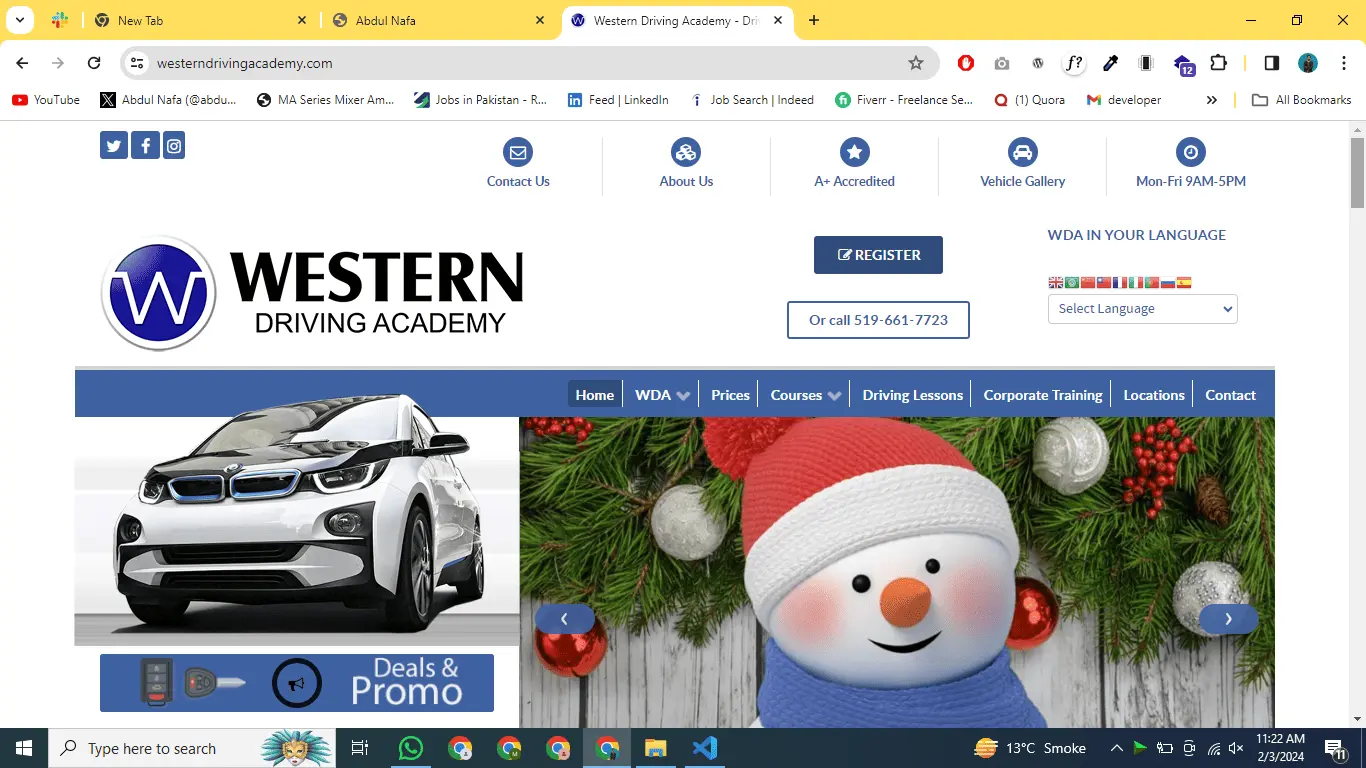 New Tab
Abdul Nafa
Western Driving Academy - Dri
westerndrivingacademy.com
f?
12
YouTube
Abdul Nafa (@abdu...
MA Series Mixer Am...
Jobs in Pakistan - R...
Feed | LinkedIn
Job Search | Indeed
Fiverr - Freelance Se...
(1) Quora
developer
All Bookmarks
Contact Us
About Us
A+ Accredited
Vehicle Gallery
Mon-Fri 9AM-5PM
W
WESTERN
DRIVING ACADEMY
REGISTER
Or call 519-661-7723
WDA IN YOUR LANGUAGE
Select Language
Home
WDA
Prices
Courses
Driving Lessons
Corporate Training
Locations
Contact
Deals &
Promo
Type here to search
13°C Smoke
11:22 AM
2/3/2024
11